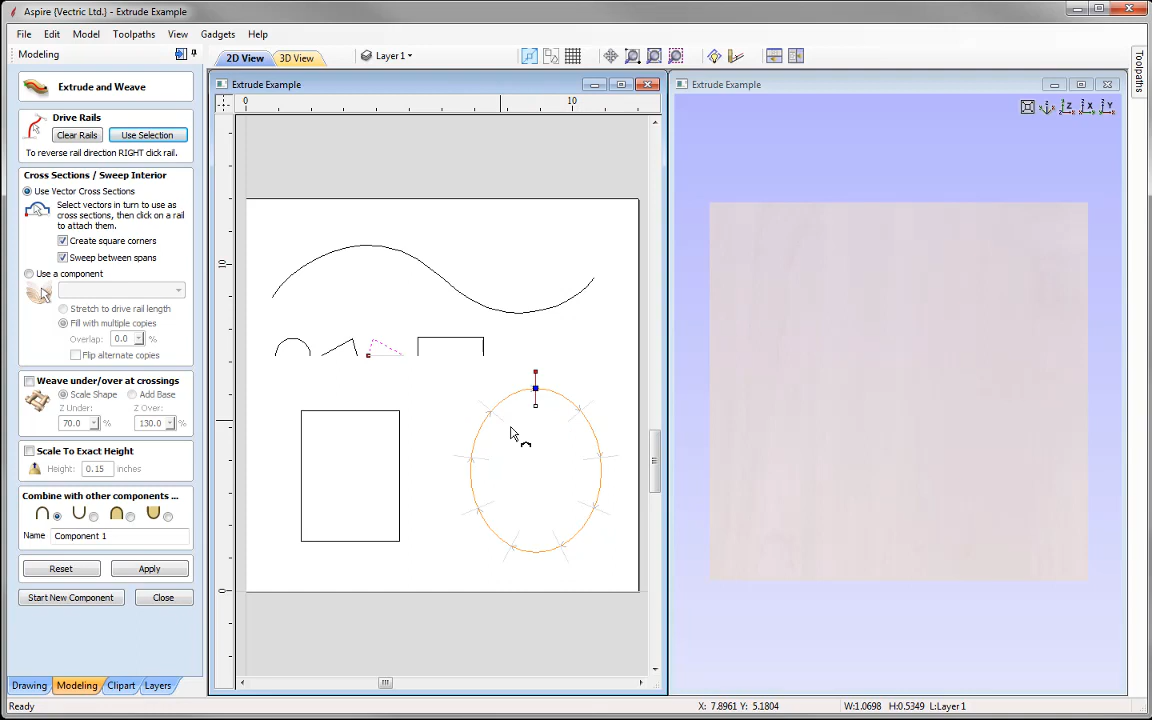 Aspire {Vectric Ltd.} - Extrude Example
File Edit Model Toolpaths View Gadgets Help
Modeling
2D View 3D View Layer1
Extrude and Weave
Extrude Example
Extrude Example
0 10
Drive Rails
Clear Rails Use Selection
To reverse rail direction RIGHT click rail.
Cross Sections / Sweep Interior
Use Vector Cross Sections
Select vectors in turn to use as
cross sections, then click on a rail
to attach them.
Create square corners
Sweep between spans
Use a component
Stretch to drive rail length
Fill with multiple copies
Overlap: 0.0 %
Flip alternate copies
Weave under/over at crossings
Scale Shape Add Base
Z Under: Z Over:
70.0 % 130.0 %
Scale To Exact Height
Height: 0.15 inches
Combine with other components ...
Name Component 1
Reset Apply
Start New Component Close
10
0
Z X Y
Toolpaths
Drawing Modeling Clipart Layers
Ready
X: 7.8961 Y: 5.1804
W:1.0698 H:0.5349 L:Layer 1